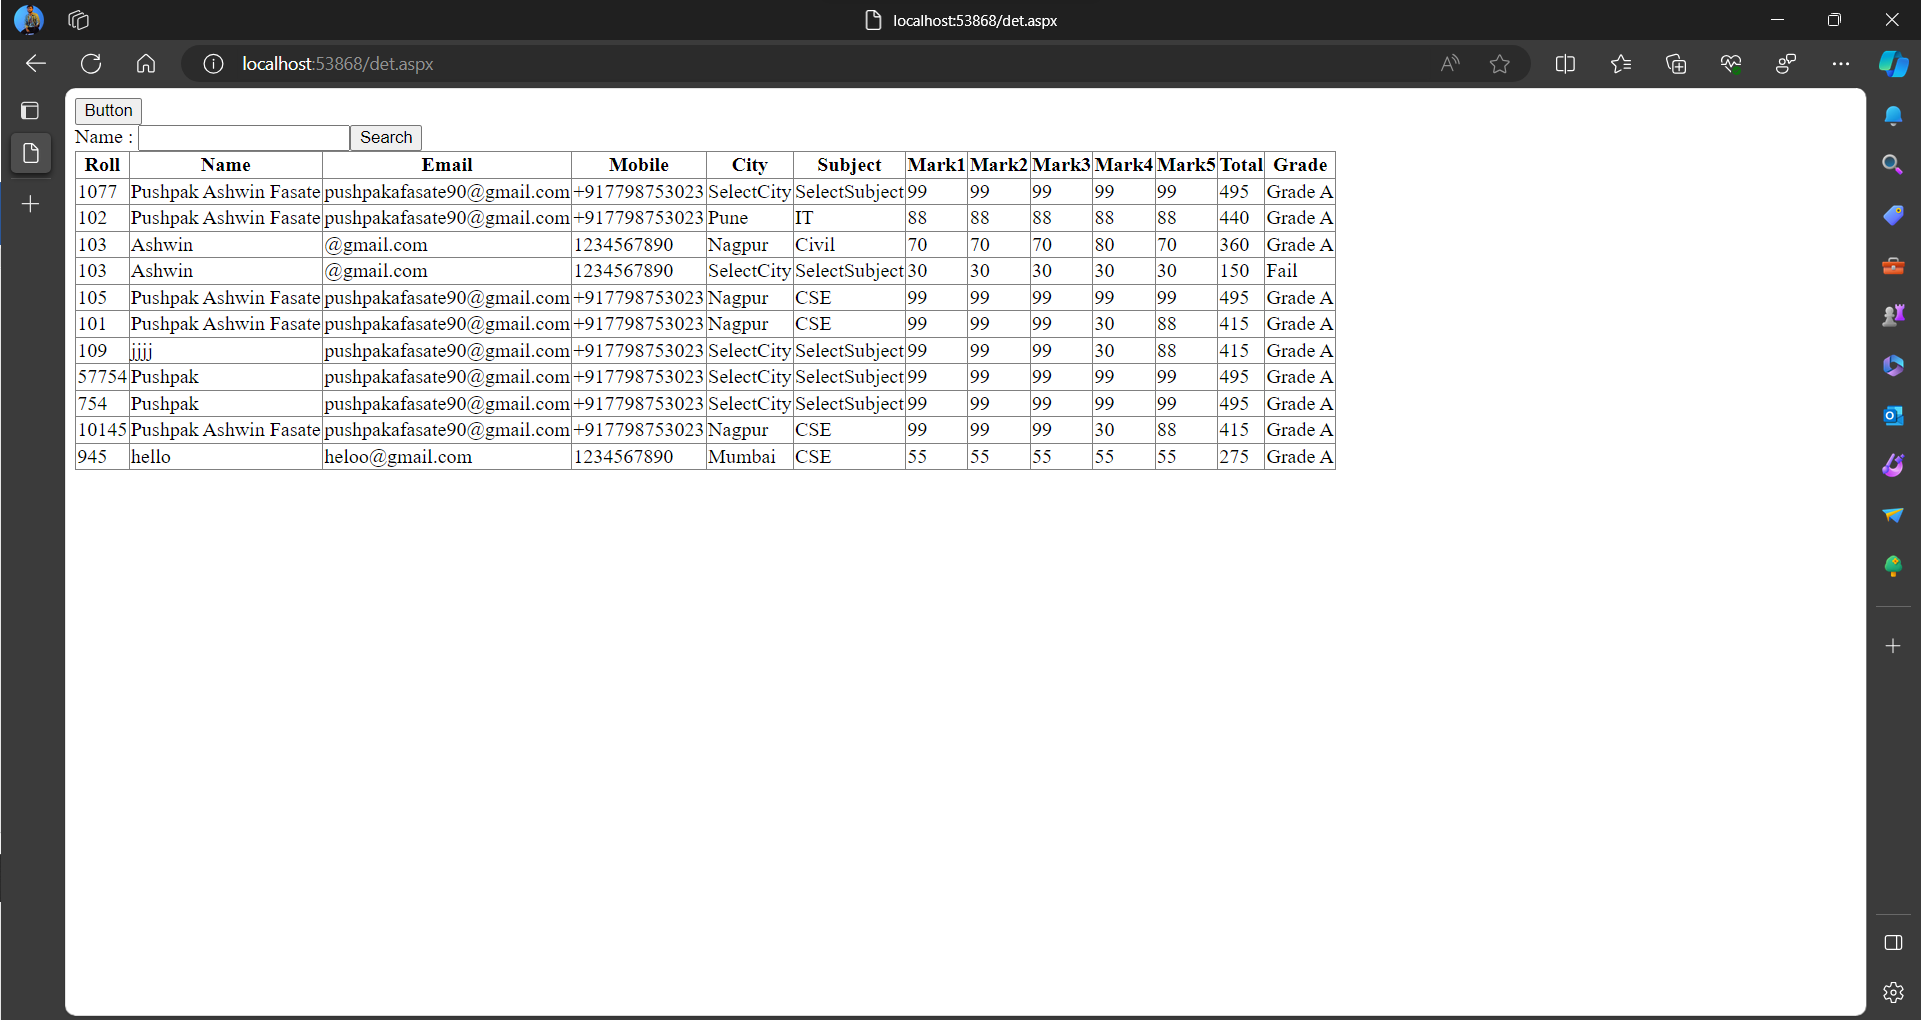 localhost:53868/det.aspx
localhost:53868/det.aspx
Button
Name : Search
Roll Name Email Mobile City Subject Mark1 Mark2 Mark3 Mark4 Mark5 Total Grade
1077 Pushpak Ashwin Fasate pushpakafasate90@gmail.com +917798753023 SelectCity SelectSubject 99 99 99 99 99 495 Grade A
102 Pushpak Ashwin Fasate pushpakafasate90@gmail.com +917798753023 Pune IT 88 88 88 88 88 440 Grade A
103 Ashwin @gmail.com 1234567890 Nagpur Civil 70 70 70 80 70 360 Grade A
103 Ashwin @gmail.com 1234567890 SelectCity SelectSubject 30 30 30 30 30 150 Fail
105 Pushpak Ashwin Fasate pushpakafasate90@gmail.com +917798753023 Nagpur CSE 99 99 99 99 99 495 Grade A
101 Pushpak Ashwin Fasate pushpakafasate90@gmail.com +917798753023 Nagpur CSE 99 99 99 30 88 415 Grade A
109 jjjj pushpakafasate90@gmail.com +917798753023 SelectCity SelectSubject 99 99 99 30 88 415 Grade A
57754 Pushpak pushpakafasate90@gmail.com +917798753023 SelectCity SelectSubject 99 99 99 99 99 495 Grade A
754 Pushpak pushpakafasate90@gmail.com +917798753023 SelectCity SelectSubject 99 99 99 99 99 495 Grade A
10145 Pushpak Ashwin Fasate pushpakafasate90@gmail.com +917798753023 Nagpur CSE 99 99 99 30 88 415 Grade A
945 hello heloo@gmail.com 1234567890 Mumbai CSE 55 55 55 55 55 275 Grade A